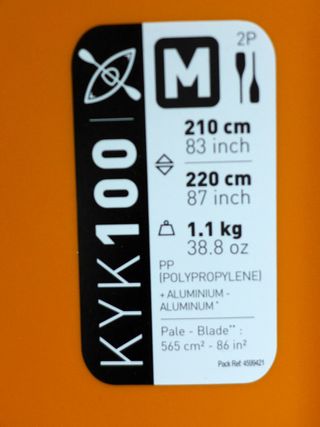 KYK100
M
2P
210 cm
83 inch
220 cm
87 inch
1.1 kg
38.8 oz
PP
(POLYPROPYLENE)
+ ALUMINIUM -
ALUMINUM*
Pale - Blade** :
565 cm² - 86 in²
Pack Ref: 4599421